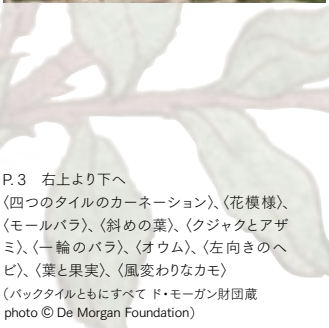 P. 3　右上より下へ
〈四つのタイルのカーネーション〉、〈花模様〉、
〈モールバラ〉、〈斜めの葉〉、〈クジャクとアザ
ミ〉、〈一輪のバラ〉、〈オウム〉、〈左向きのヘ
ビ〉、〈葉と果実〉、〈風変わりなカモ〉
（バックタイルともにすべて ド・モーガン財団蔵
photo © De Morgan Foundation）